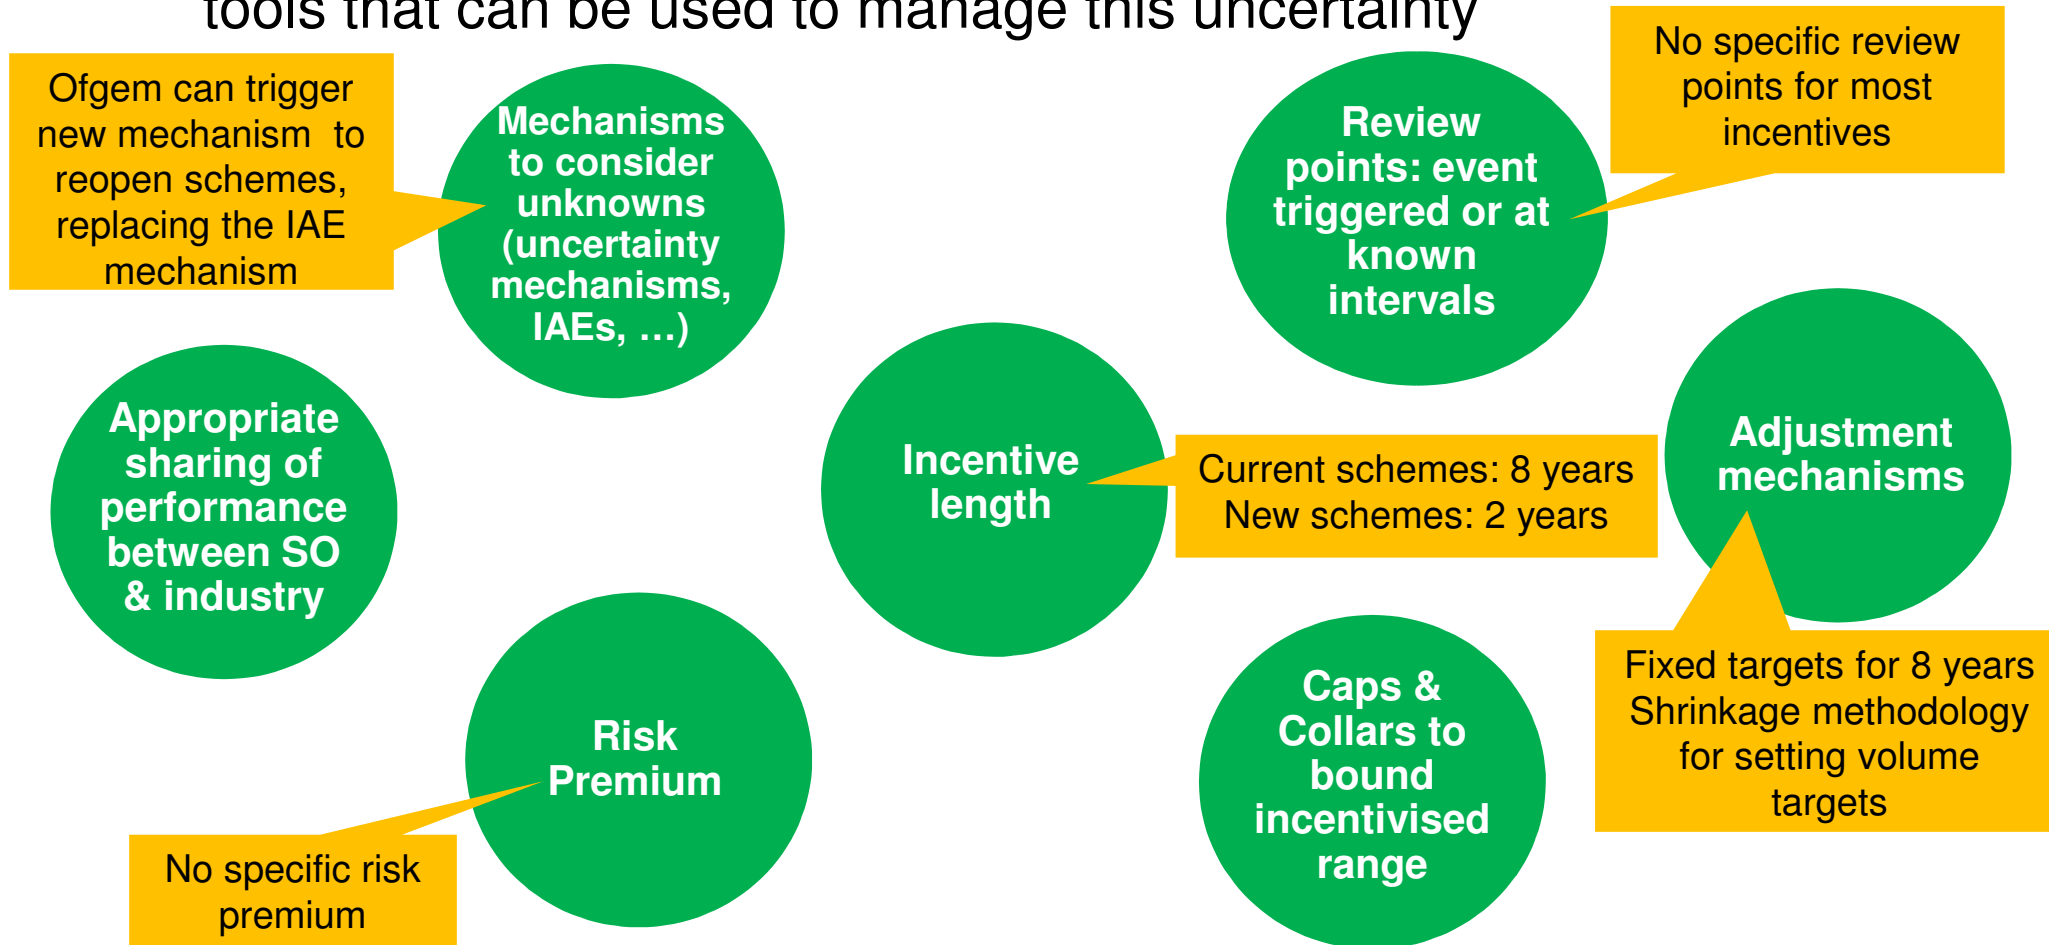 tools that can be used to manage this uncertainty
Ofgem can trigger
new mechanism  to
reopen schemes,
replacing the IAE
mechanism
Mechanisms
to consider
unknowns
(uncertainty
mechanisms,
IAEs, …)
Review
points: event
triggered or at
known
intervals
No specific review
points for most
incentives
Appropriate
sharing of
performance
between SO
& industry
Incentive
length
Current schemes: 8 years
New schemes: 2 years
Adjustment
mechanisms
Fixed targets for 8 years
Shrinkage methodology
for setting volume
targets
Risk
Premium
No specific risk
premium
Caps &
Collars to
bound
incentivised
range